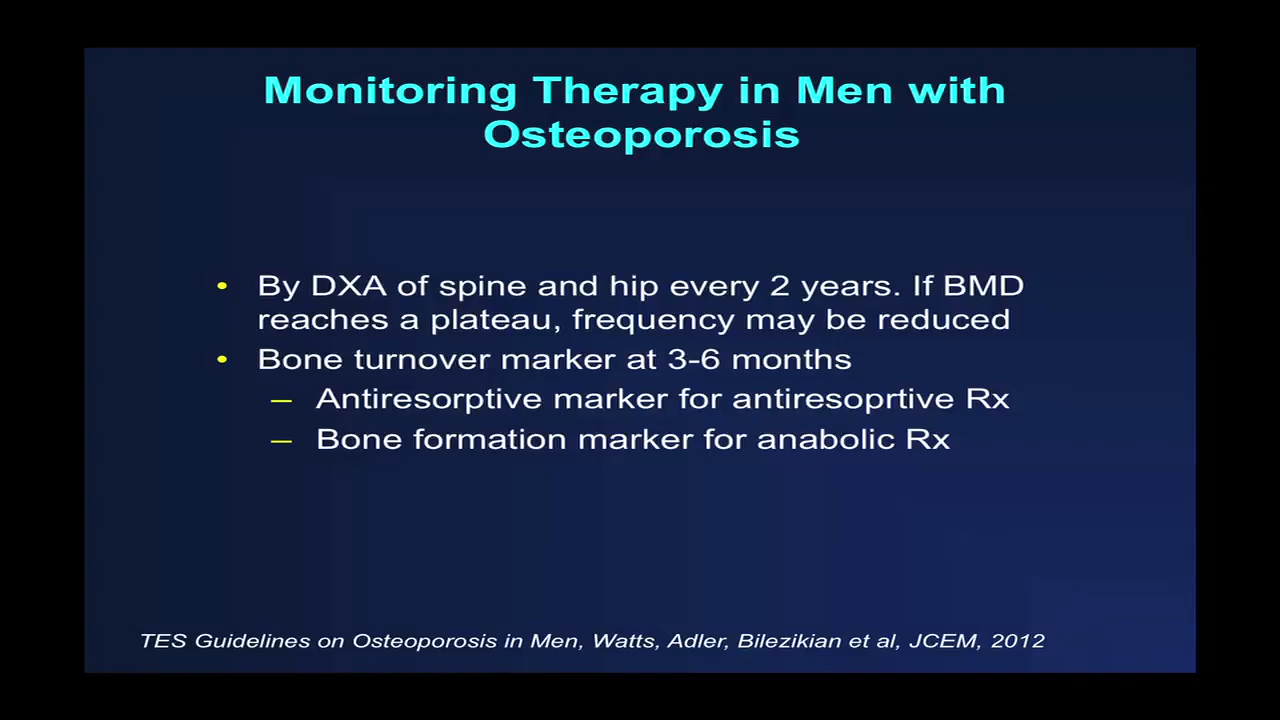 Monitoring Therapy in Men with
Osteoporosis
• By DXA of spine and hip every 2 years. If BMD
reaches a plateau, frequency may be reduced
• Bone turnover marker at 3-6 months
– Antiresorptive marker for antiresoprtive Rx
– Bone formation marker for anabolic Rx
TES Guidelines on Osteoporosis in Men, Watts, Adler, Bilezikian et al, JCEM, 2012